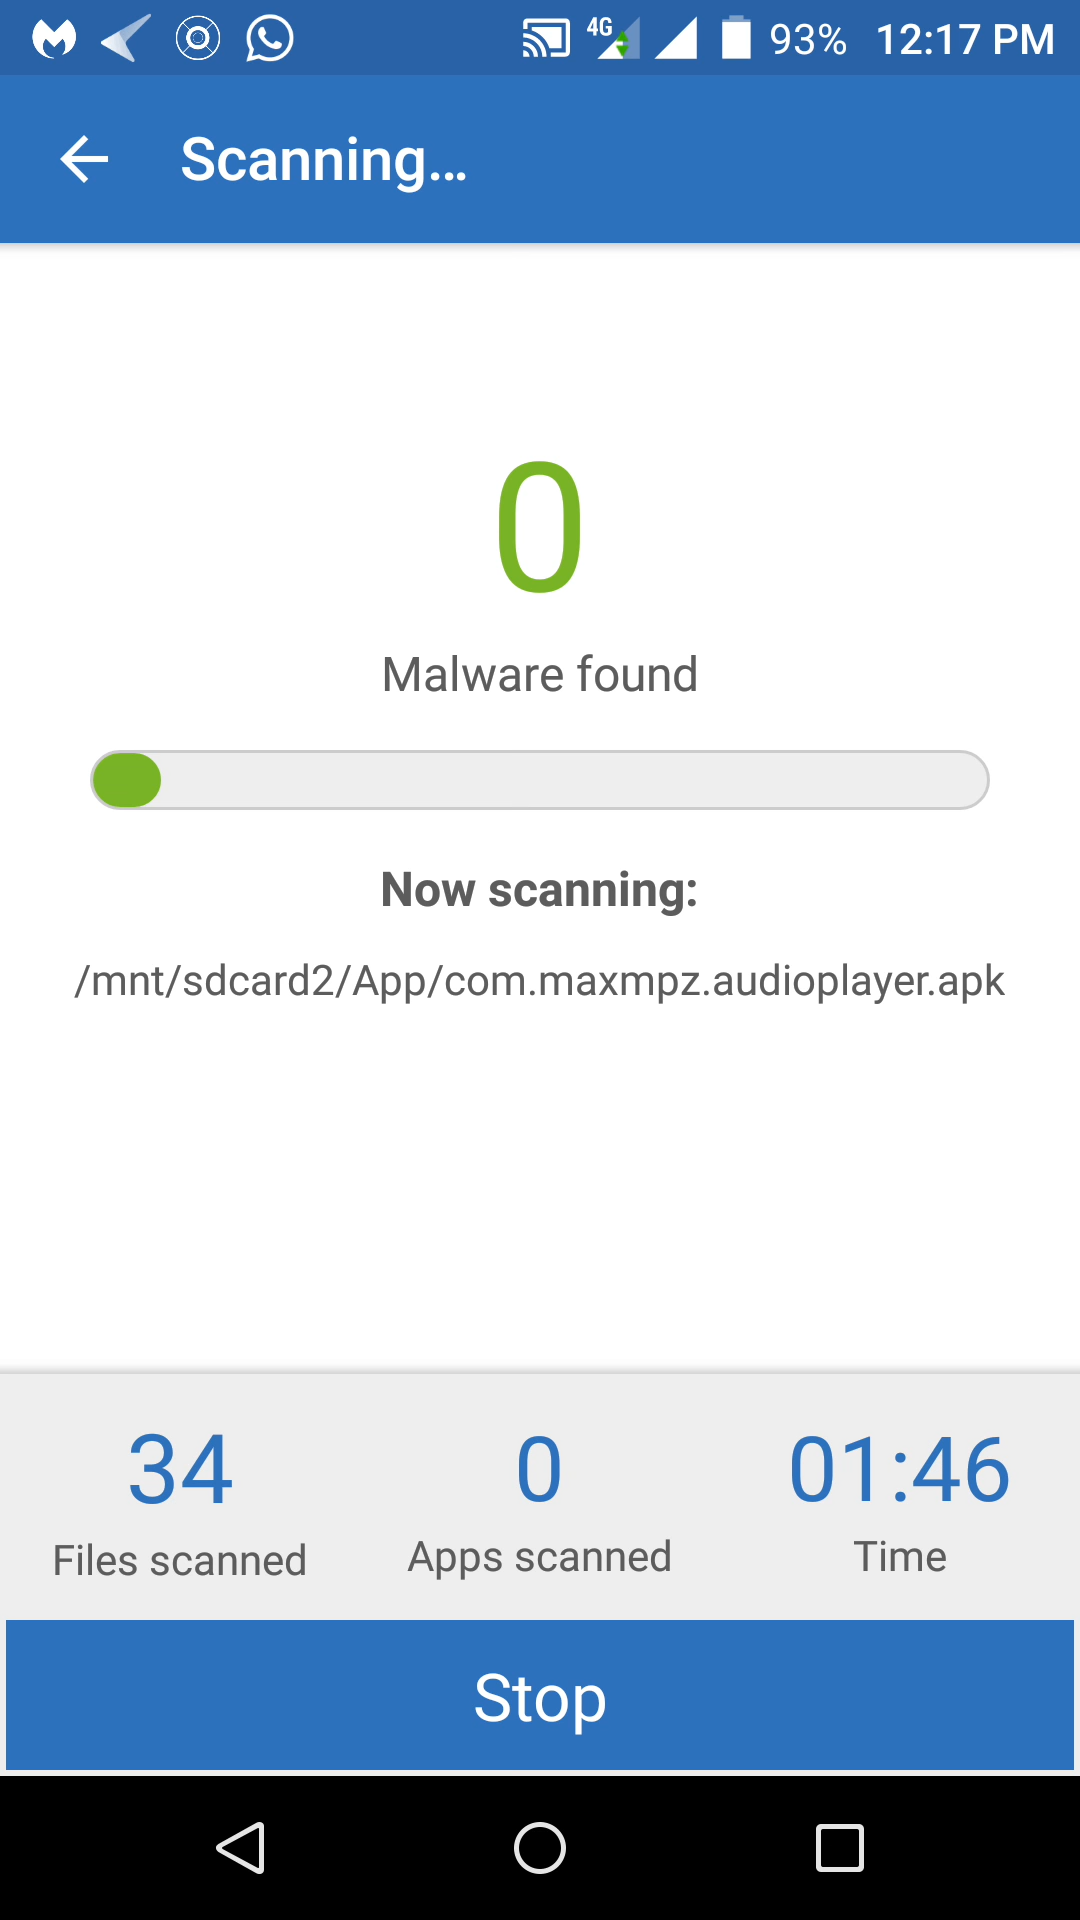 4G 93% 12:17 PM
Scanning...
0
Malware found
Now scanning:
/mnt/sdcard2/App/com.maxmpz.audioplayer.apk
34 0 01:46
Files scanned Apps scanned Time
Stop